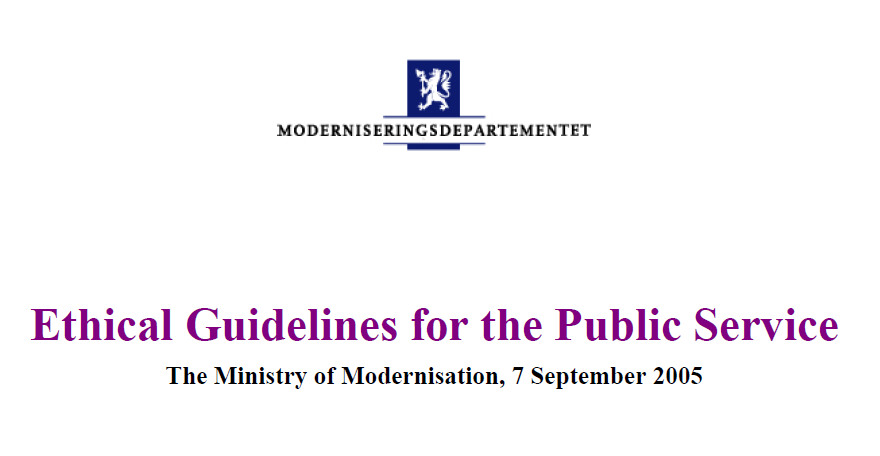 MODERNISERINGSDEPARTEMENTET
Ethical Guidelines for the Public Service
The Ministry of Modernisation, 7 September 2005